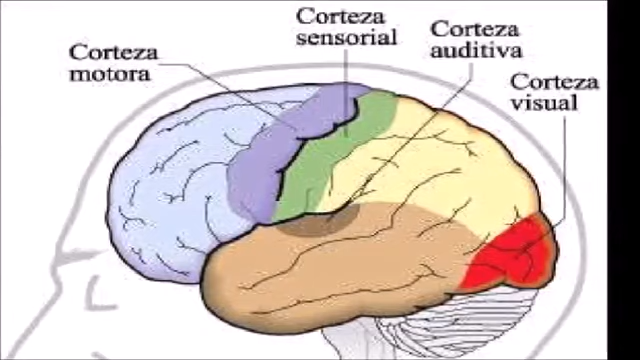 Corteza
motora
Corteza
sensorial
Corteza
auditiva
Corteza
visual